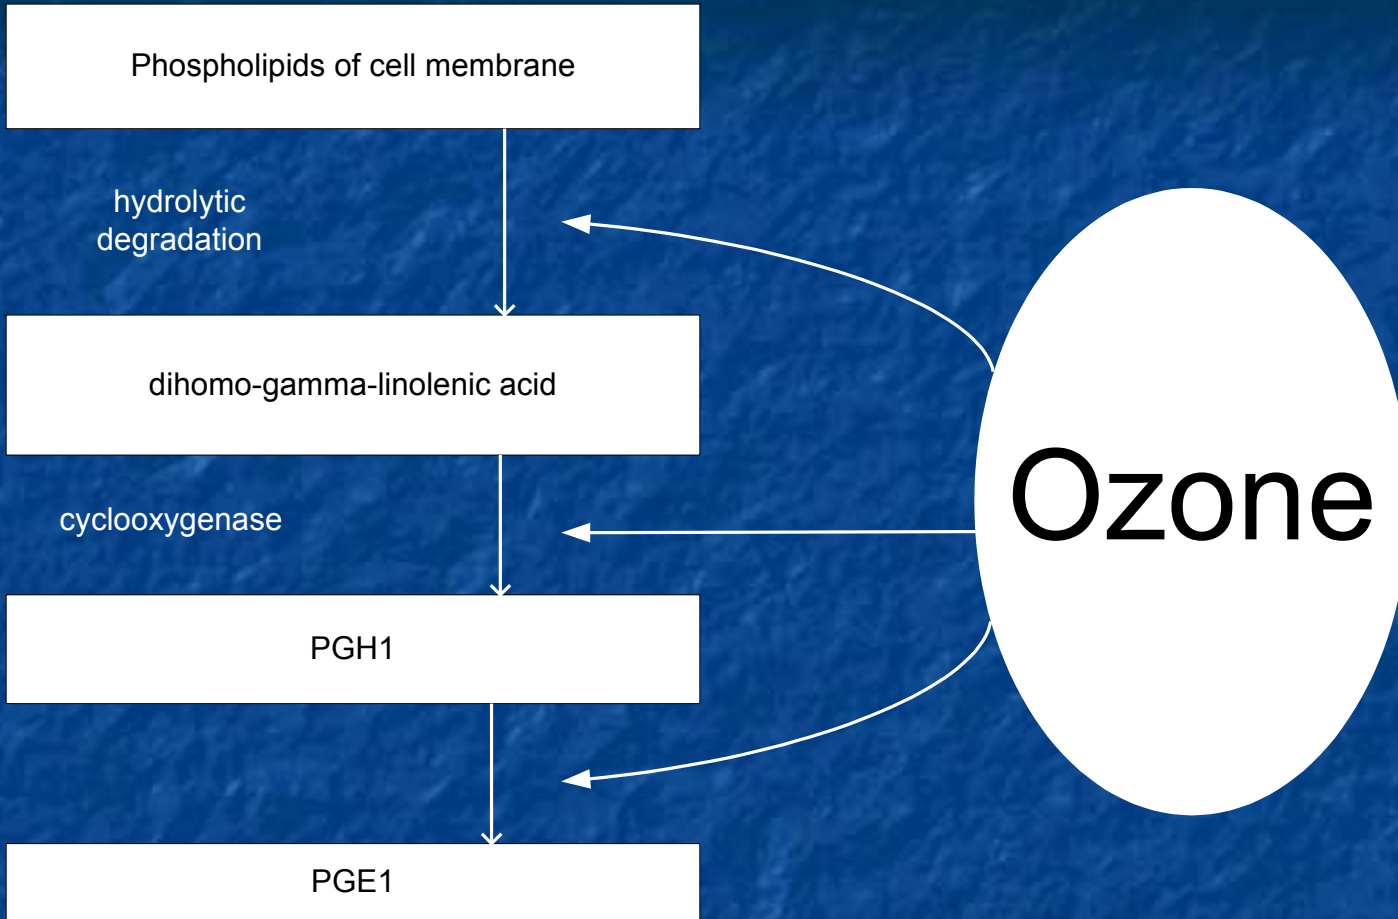 Phospholipids of cell membrane
hydrolytic
degradation
dihomo-gamma-linolenic acid
cyclooxygenase
Ozone
PGH1
PGE1